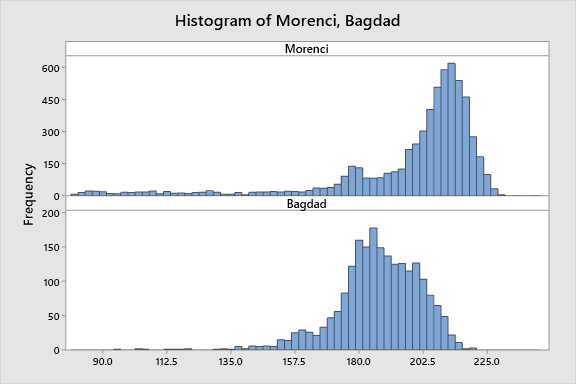 Histogram of Morenci, Bagdad
Morenci
600
450
300
150
0
Frequency
Bagdad
200
150
100
50
0
90.0 112.5 135.0 157.5 180.0 202.5 225.0